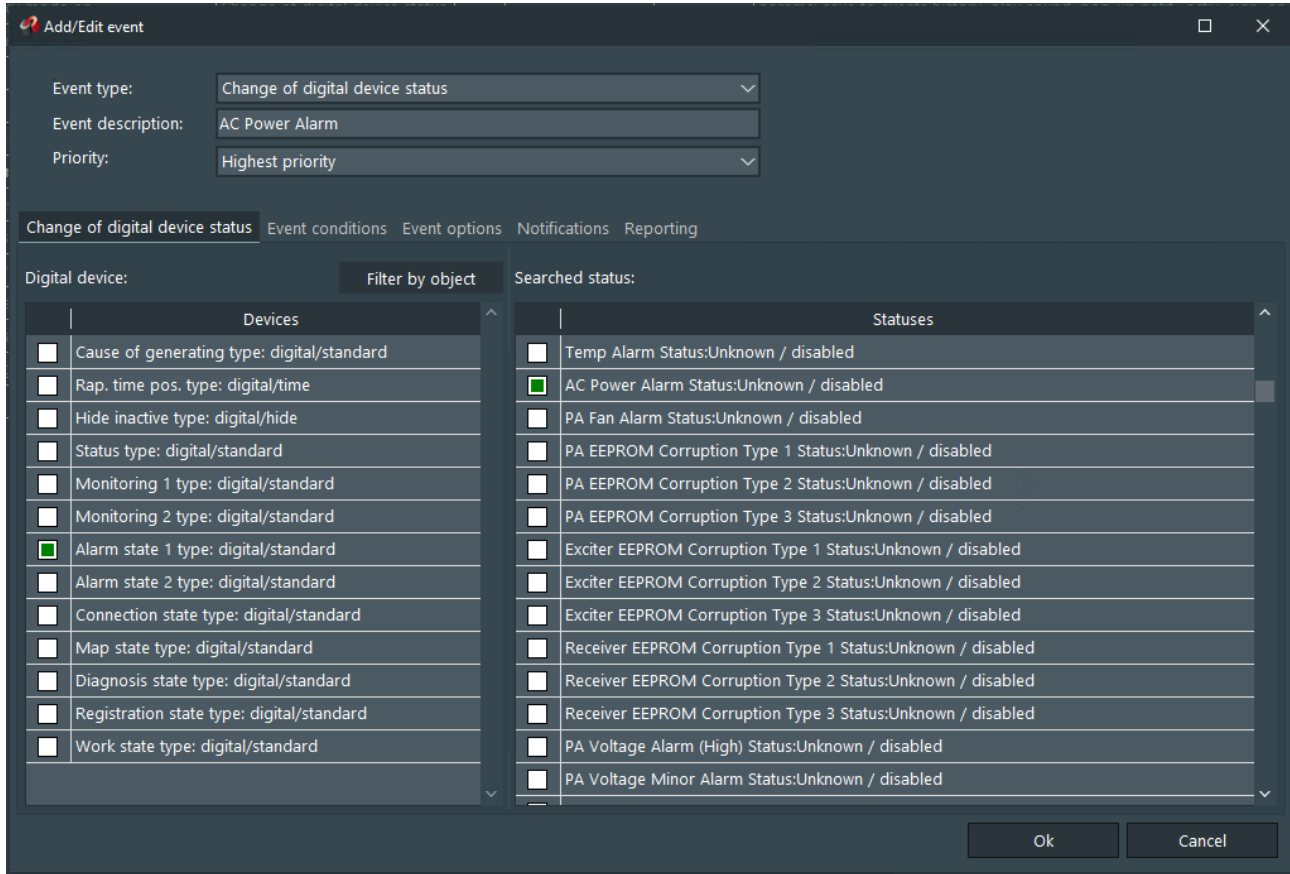 Add/Edit event
Event type:
Change of digital device status
Event description:
AC Power Alarm
Priority:
Highest priority
Change of digital device status Event conditions Event options Notifications Reporting
Digital device:
Filter by object
Searched status:
Devices
Cause of generating type: digital/standard
Rap. time pos. type: digital/time
Hide inactive type: digital/hide
Status type: digital/standard
Monitoring 1 type: digital/standard
Monitoring 2 type: digital/standard
Alarm state 1 type: digital/standard
Alarm state 2 type: digital/standard
Connection state type: digital/standard
Map state type: digital/standard
Diagnosis state type: digital/standard
Registration state type: digital/standard
Work state type: digital/standard
Statuses
Temp Alarm Status:Unknown / disabled
AC Power Alarm Status:Unknown / disabled
PA Fan Alarm Status:Unknown / disabled
PA EEPROM Corruption Type 1 Status:Unknown / disabled
PA EEPROM Corruption Type 2 Status:Unknown / disabled
PA EEPROM Corruption Type 3 Status:Unknown / disabled
Exciter EEPROM Corruption Type 1 Status:Unknown / disabled
Exciter EEPROM Corruption Type 2 Status:Unknown / disabled
Exciter EEPROM Corruption Type 3 Status:Unknown / disabled
Receiver EEPROM Corruption Type 1 Status:Unknown / disabled
Receiver EEPROM Corruption Type 2 Status:Unknown / disabled
Receiver EEPROM Corruption Type 3 Status:Unknown / disabled
PA Voltage Alarm (High) Status:Unknown / disabled
PA Voltage Minor Alarm Status:Unknown / disabled
Ok
Cancel